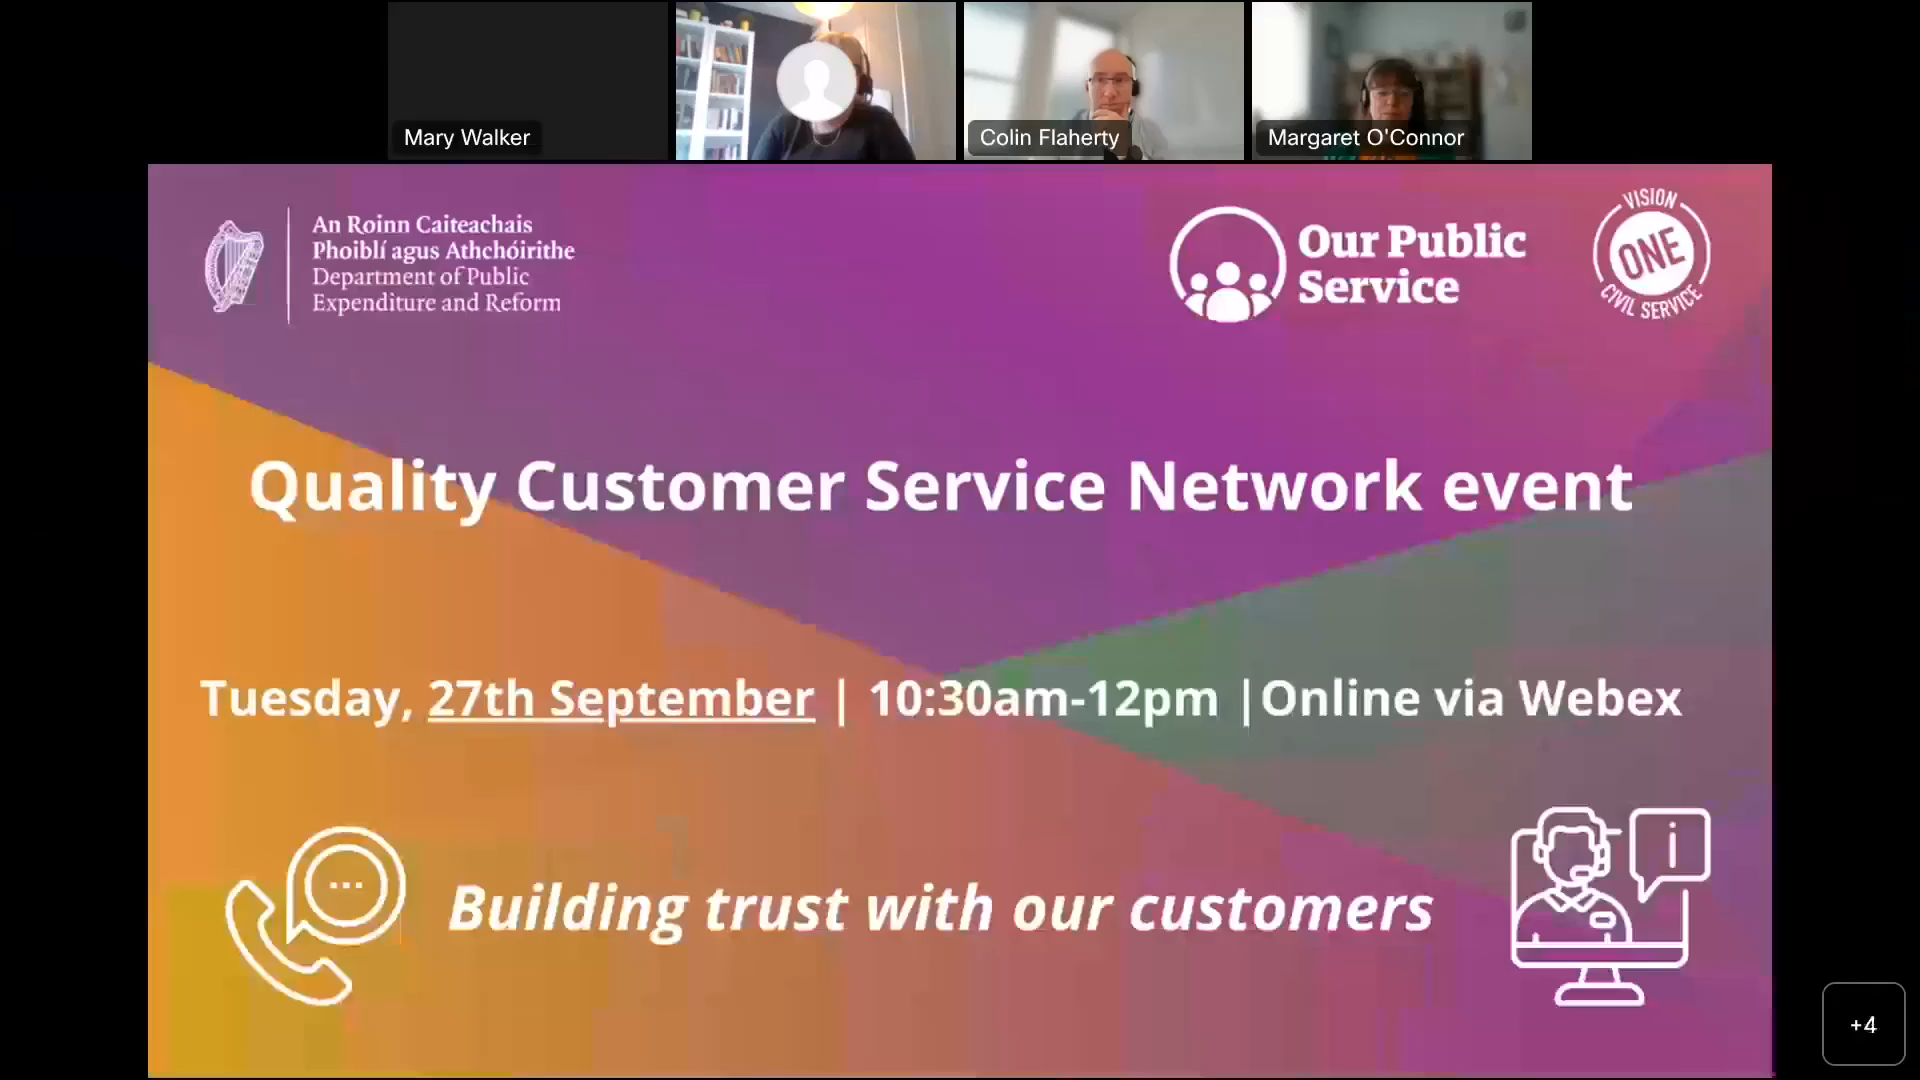 Mary Walker
Colin Flaherty
Margaret O'Connor
An Roinn Caiteachais
Phoiblí agus Athchóirithe
Department of Public
Expenditure and Reform
Our Public
Service
VISION
ONE
CIVIL SERVICE
Quality Customer Service Network event
Tuesday, 27th September | 10:30am-12pm |Online via Webex
i
Building trust with our customers
+4